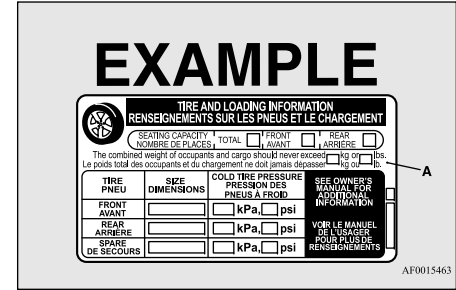 EXAMPLE
TIRE AND LOADING INFORMATION
RENSEIGNEMENTS SUR LES PNEUS ET LE CHARGEMENT
SEATING CAPACITY TOTAL FRONT REAR
NOMBRE DE PLACES AVANT ARRIÈRE
The combined weight of occupants and cargo should never exceed kg or lbs.
Le poids total des occupants et du chargement ne doit jamais dépasser kg ou lb.
A
TIRE SIZE COLD TIRE PRESSURE SEE OWNER'S
PNEU DIMENSIONS PRESSION DES MANUAL FOR
PNEUS À FROID ADDITIONAL
INFORMATION
FRONT kPa, psi
AVANT
REAR kPa, psi VOIR LE MANUEL
ARRIÈRE DE L'USAGER
SPARE kPa, psi POUR PLUS DE
DE SECOURS RENSEIGNEMENTS
AF0015463